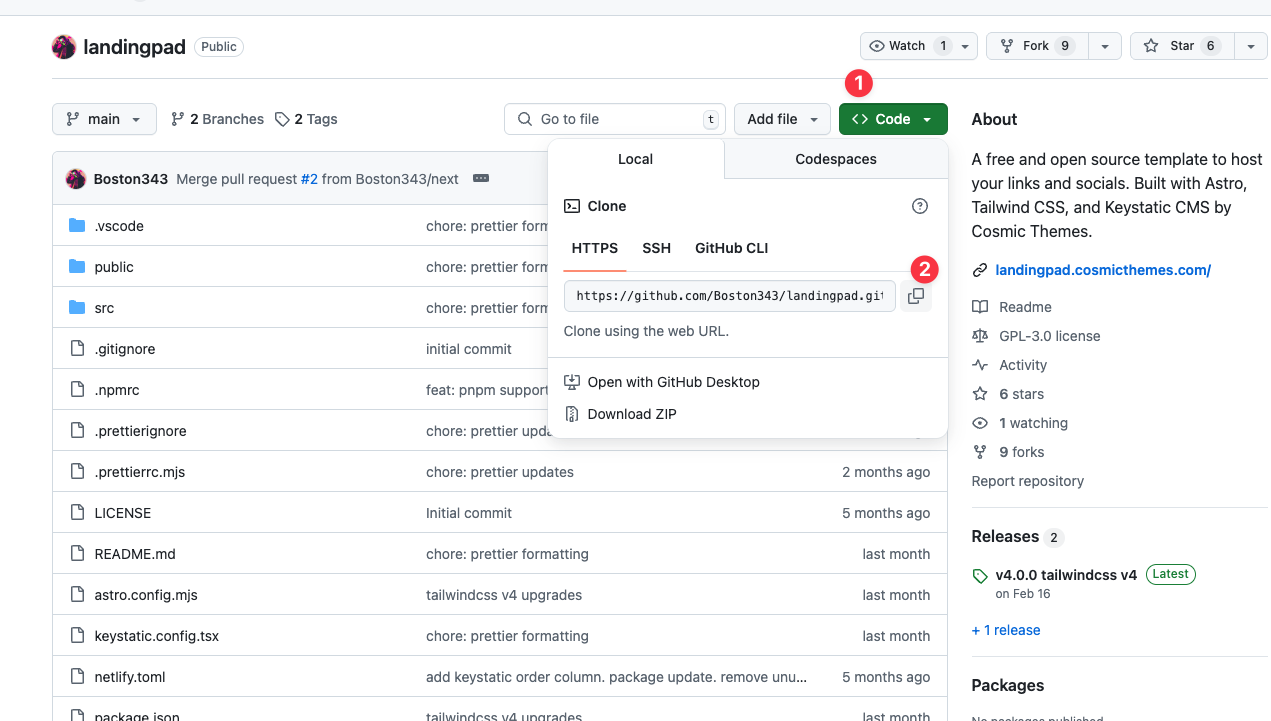 landingpad Public
Watch 1 Fork 9 Star 6
1
main 2 Branches 2 Tags Go to file t Add file Code
Boston343 Merge pull request #2 from Boston343/next
.vscode chore: prettier form
public chore: prettier form
src chore: prettier form
.gitignore initial commit
.npmrc feat: pnpm support
.prettierignore chore: prettier upda
.prettierrc.mjs chore: prettier updates 2 months ago
LICENSE Initial commit 5 months ago
README.md chore: prettier formatting last month
astro.config.mjs tailwindcss v4 upgrades last month
keystatic.config.tsx chore: prettier formatting last month
netlify.toml add keystatic order column. package update. remove unu... 5 months ago
package.json tailwindcss v4 upgrades last month
Local Codespaces
Clone
HTTPS SSH GitHub CLI
2
https://github.com/Boston343/landingpad.git
Clone using the web URL.
Open with GitHub Desktop
Download ZIP
About
A free and open source template to host
your links and socials. Built with Astro,
Tailwind CSS, and Keystatic CMS by
Cosmic Themes.
landingpad.cosmicthemes.com/
Readme
GPL-3.0 license
Activity
6 stars
1 watching
9 forks
Report repository
Releases 2
v4.0.0 tailwindcss v4 Latest
on Feb 16
+ 1 release
Packages
No packages published